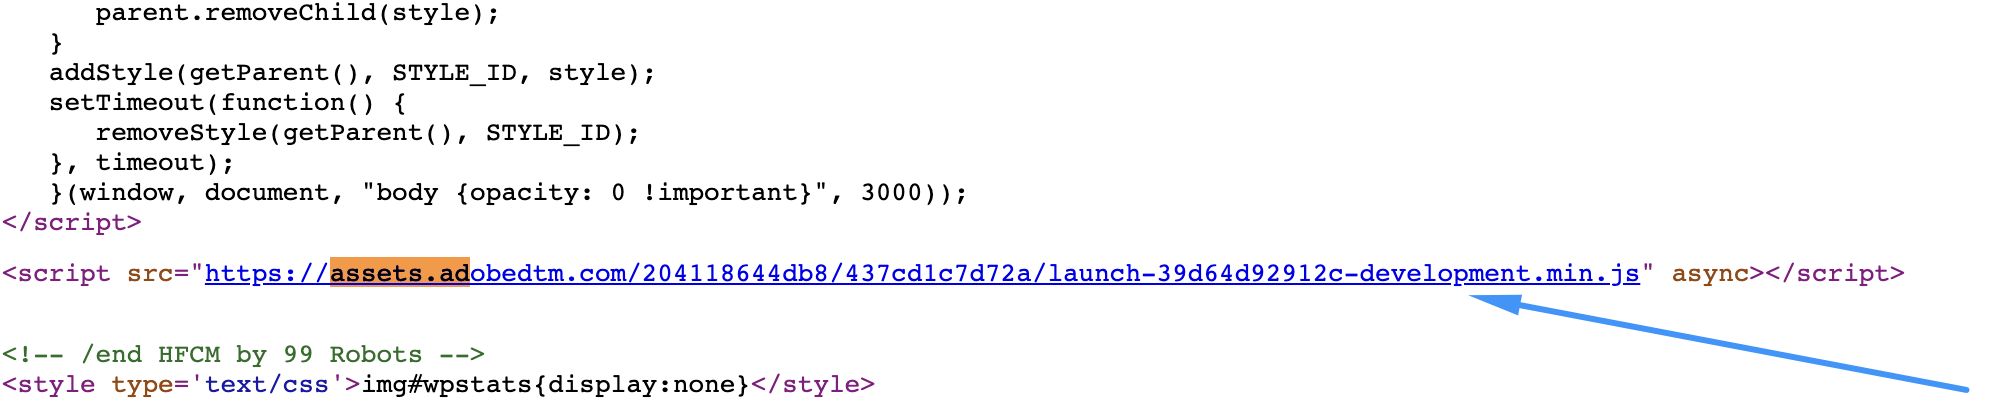 parent.removeChild(style);
}
addStyle(getParent(), STYLE_ID, style);
setTimeout(function() {
removeStyle(getParent(), STYLE_ID);
}, timeout);
}(window, document, "body {opacity: 0 !important}", 3000));
</script>
<script src="https://assets.adobedtm.com/204118644db8/437cd1c7d72a/launch-39d64d92912c-development.min.js" async></script>
<!-- /end HFCM by 99 Robots -->
<style type='text/css'>img#wpstats{display:none}</style>